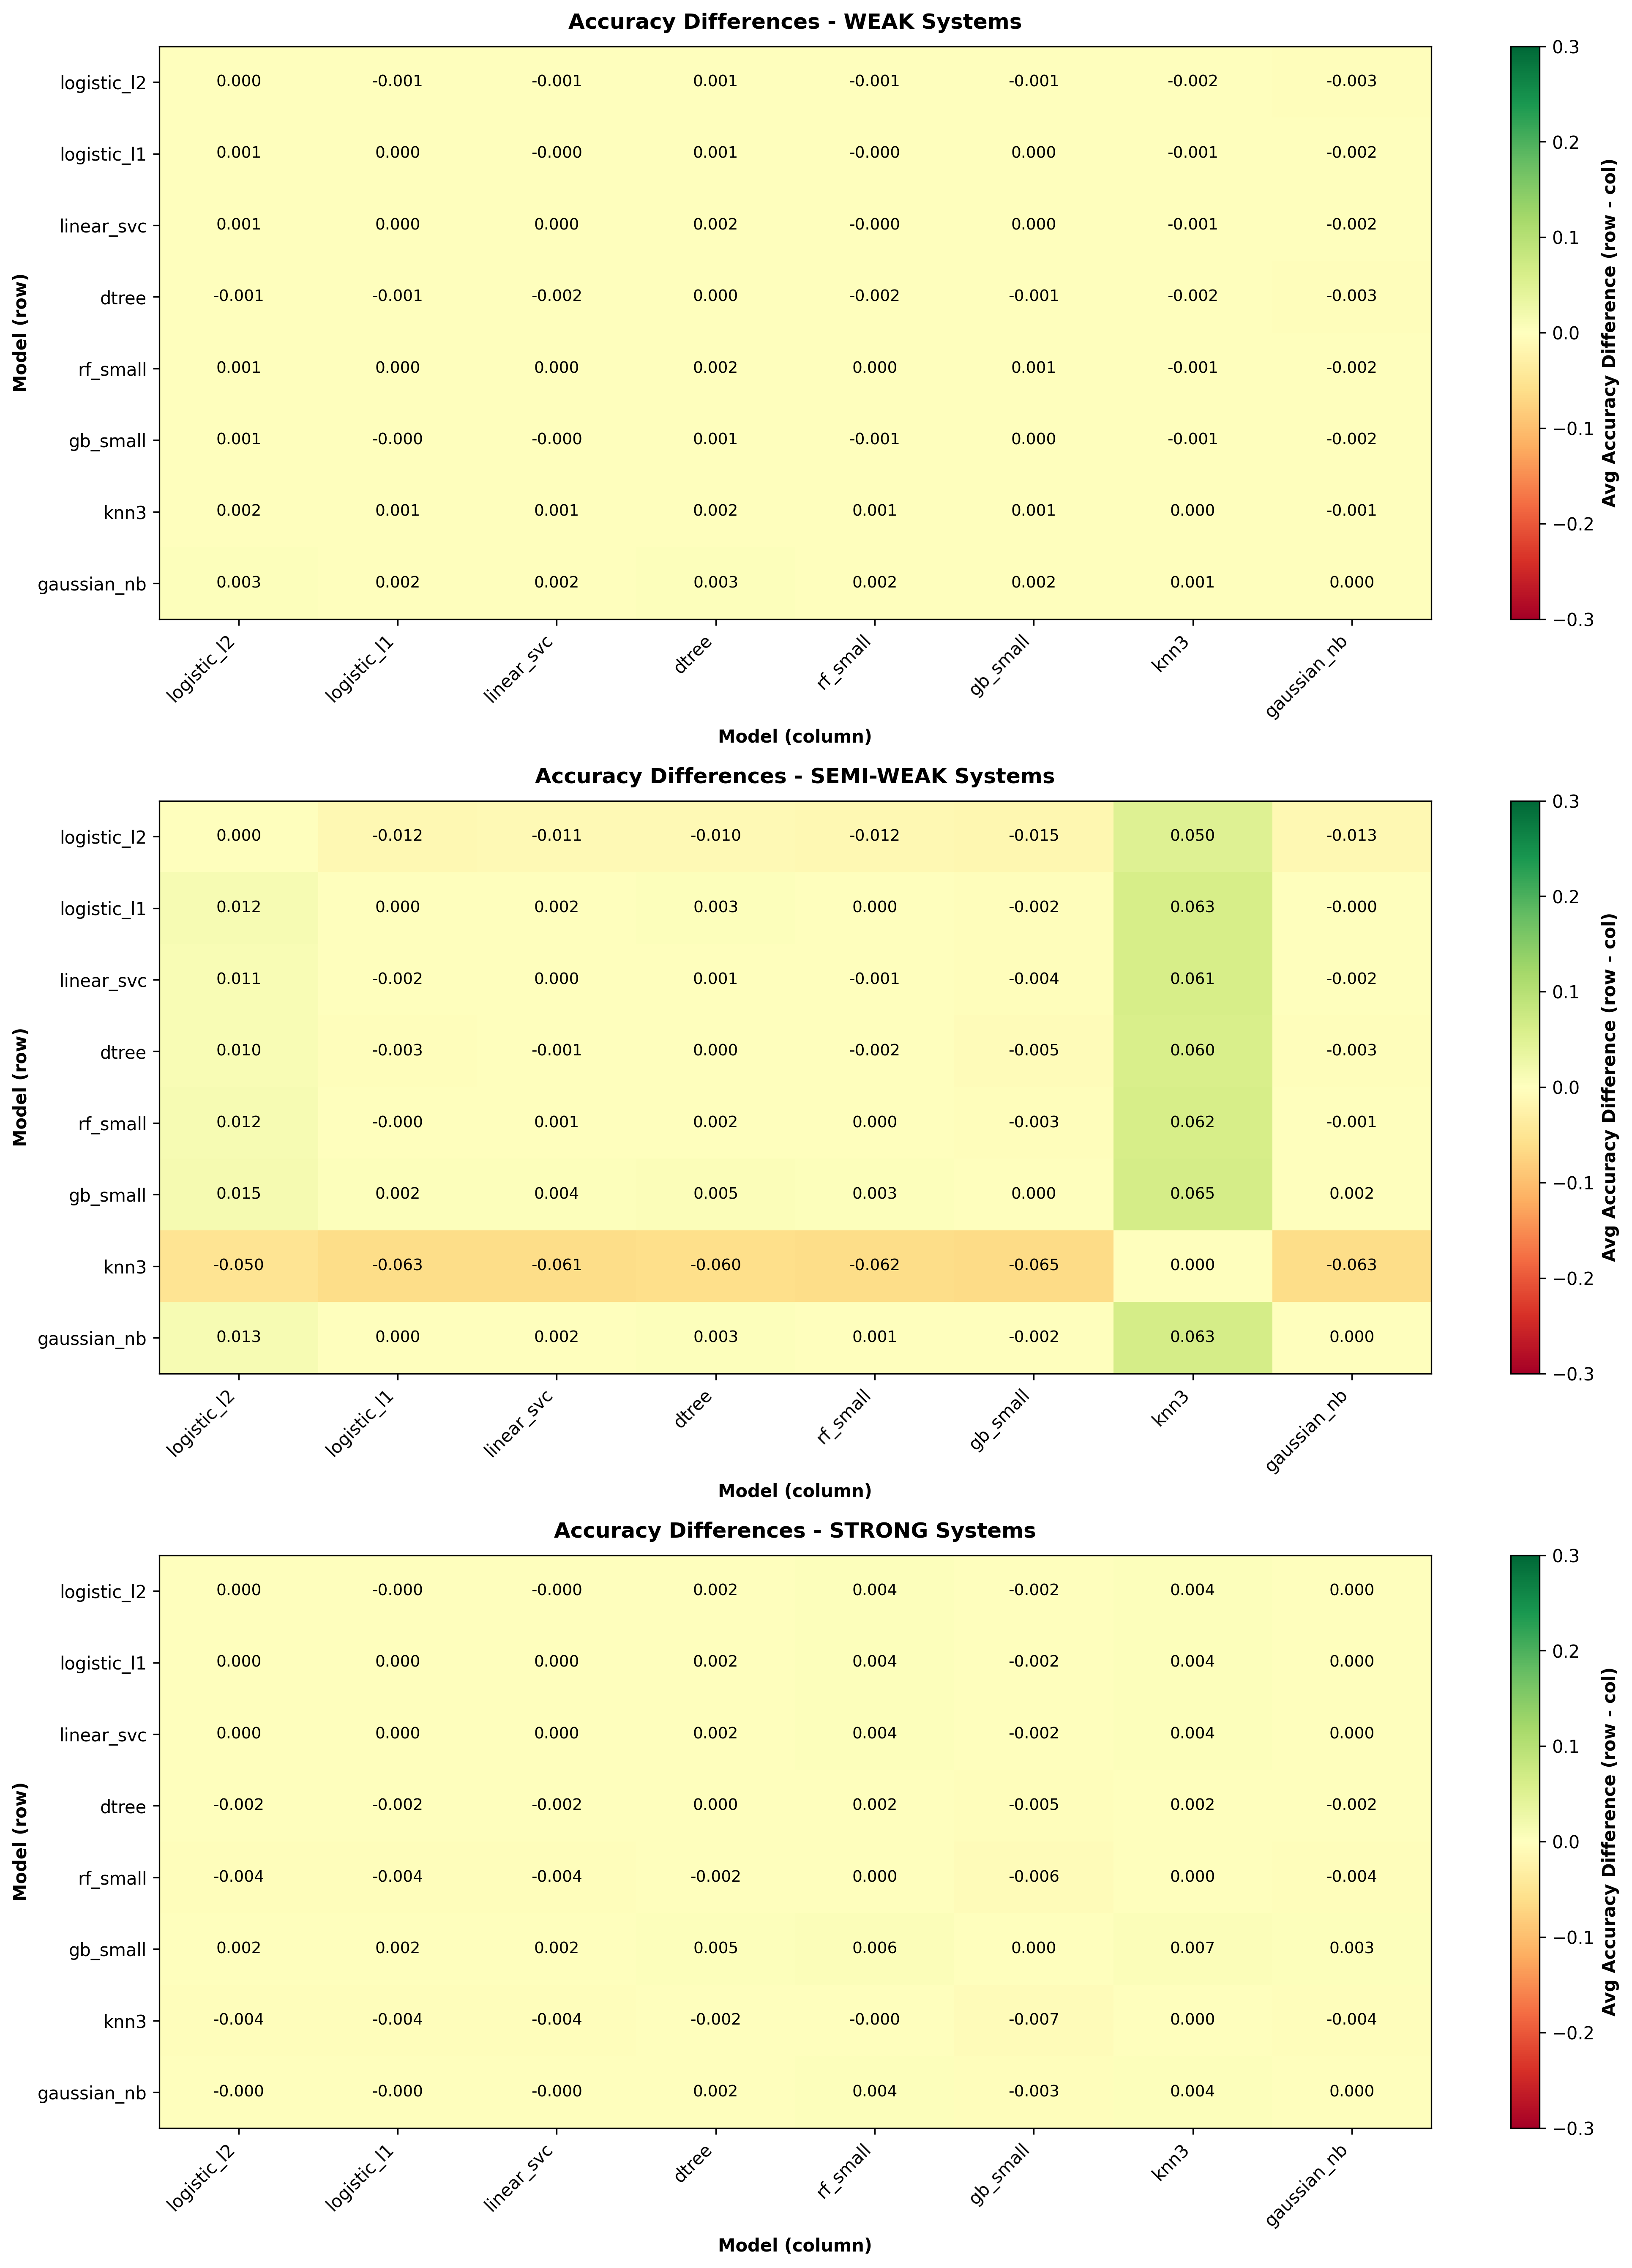 Accuracy Differences - WEAK Systems
Model (row)
logistic_l2 0.000 -0.001 -0.001 0.001 -0.001 -0.001 -0.002 -0.003
logistic_l1 0.001 0.000 -0.000 0.001 -0.000 0.000 -0.001 -0.002
linear_svc 0.001 0.000 0.000 0.002 -0.000 0.000 -0.001 -0.002
dtree -0.001 -0.001 -0.002 0.000 -0.002 -0.001 -0.002 -0.003
rf_small 0.001 0.000 0.000 0.002 0.000 0.001 -0.001 -0.002
gb_small 0.001 -0.000 -0.000 0.001 -0.001 0.000 -0.001 -0.002
knn3 0.002 0.001 0.001 0.002 0.001 0.001 0.000 -0.001
gaussian_nb 0.003 0.002 0.002 0.003 0.002 0.002 0.001 0.000
logistic_l2 logistic_l1 linear_svc dtree rf_small gb_small knn3 gaussian_nb
Model (column)
0.3
0.2
0.1
0.0
−0.1
−0.2
−0.3
Avg Accuracy Difference (row - col)
Accuracy Differences - SEMI-WEAK Systems
Model (row)
logistic_l2 0.000 -0.012 -0.011 -0.010 -0.012 -0.015 0.050 -0.013
logistic_l1 0.012 0.000 0.002 0.003 0.000 -0.002 0.063 -0.000
linear_svc 0.011 -0.002 0.000 0.001 -0.001 -0.004 0.061 -0.002
dtree 0.010 -0.003 -0.001 0.000 -0.002 -0.005 0.060 -0.003
rf_small 0.012 -0.000 0.001 0.002 0.000 -0.003 0.062 -0.001
gb_small 0.015 0.002 0.004 0.005 0.003 0.000 0.065 0.002
knn3 -0.050 -0.063 -0.061 -0.060 -0.062 -0.065 0.000 -0.063
gaussian_nb 0.013 0.000 0.002 0.003 0.001 -0.002 0.063 0.000
logistic_l2 logistic_l1 linear_svc dtree rf_small gb_small knn3 gaussian_nb
Model (column)
0.3
0.2
0.1
0.0
−0.1
−0.2
−0.3
Avg Accuracy Difference (row - col)
Accuracy Differences - STRONG Systems
Model (row)
logistic_l2 0.000 -0.000 -0.000 0.002 0.004 -0.002 0.004 0.000
logistic_l1 0.000 0.000 0.000 0.002 0.004 -0.002 0.004 0.000
linear_svc 0.000 0.000 0.000 0.002 0.004 -0.002 0.004 0.000
dtree -0.002 -0.002 -0.002 0.000 0.002 -0.005 0.002 -0.002
rf_small -0.004 -0.004 -0.004 -0.002 0.000 -0.006 0.000 -0.004
gb_small 0.002 0.002 0.002 0.005 0.006 0.000 0.007 0.003
knn3 -0.004 -0.004 -0.004 -0.002 -0.000 -0.007 0.000 -0.004
gaussian_nb -0.000 -0.000 -0.000 0.002 0.004 -0.003 0.004 0.000
logistic_l2 logistic_l1 linear_svc dtree rf_small gb_small knn3 gaussian_nb
Model (column)
0.3
0.2
0.1
0.0
−0.1
−0.2
−0.3
Avg Accuracy Difference (row - col)